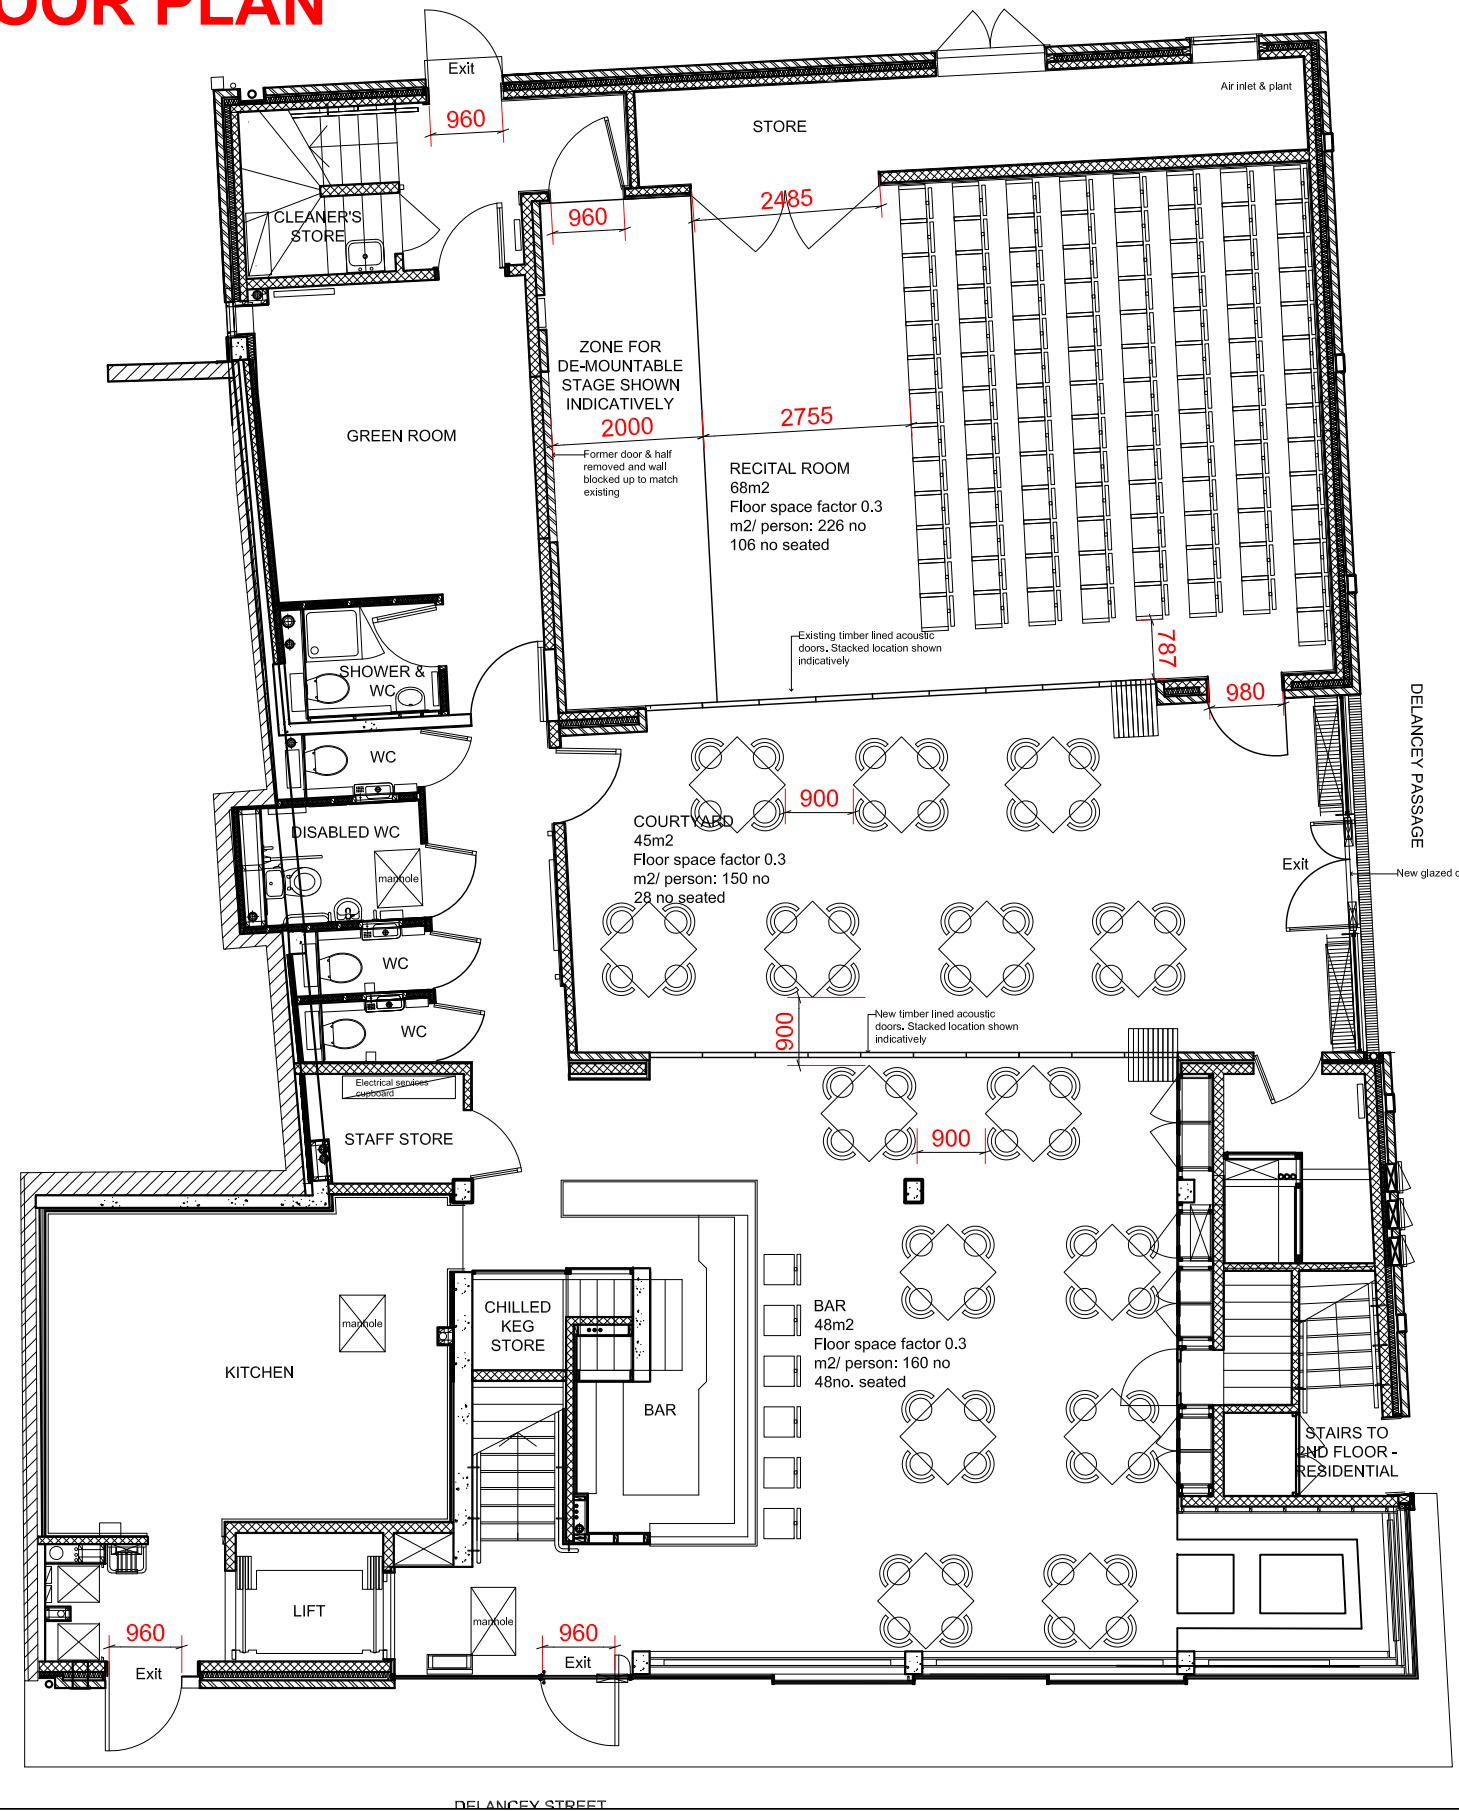 OOR PLAN
Exit
960
Air inlet & plant
STORE
2485
960
CLEANER'S
STORE
ZONE FOR
DE-MOUNTABLE
STAGE SHOWN
INDICATIVELY
2000
2755
GREEN ROOM
Former door & half
removed and wall
blocked up to match
existing
RECITAL ROOM
68m2
Floor space factor 0.3
m2/ person: 226 no
106 no seated
Existing timber lined acoustic
doors. Stacked location shown
indicatively
787
980
SHOWER &
WC
DELANCEY PASSAGE
WC
900
COURTYARD
45m2
Floor space factor 0.3
m2/ person: 150 no
28 no seated
DISABLED WC
manhole
Exit
New glazed d
WC
WC
900
New timber lined acoustic
doors. Stacked location shown
indicatively
Electrical services
cupboard
STAFF STORE
900
CHILLED
KEG
STORE
manhole
KITCHEN
BAR
48m2
Floor space factor 0.3
m2/ person: 160 no
48no. seated
BAR
STAIRS TO
2ND FLOOR -
RESIDENTIAL
LIFT
manhole
960
Exit
960
Exit
DELANCEY STREET